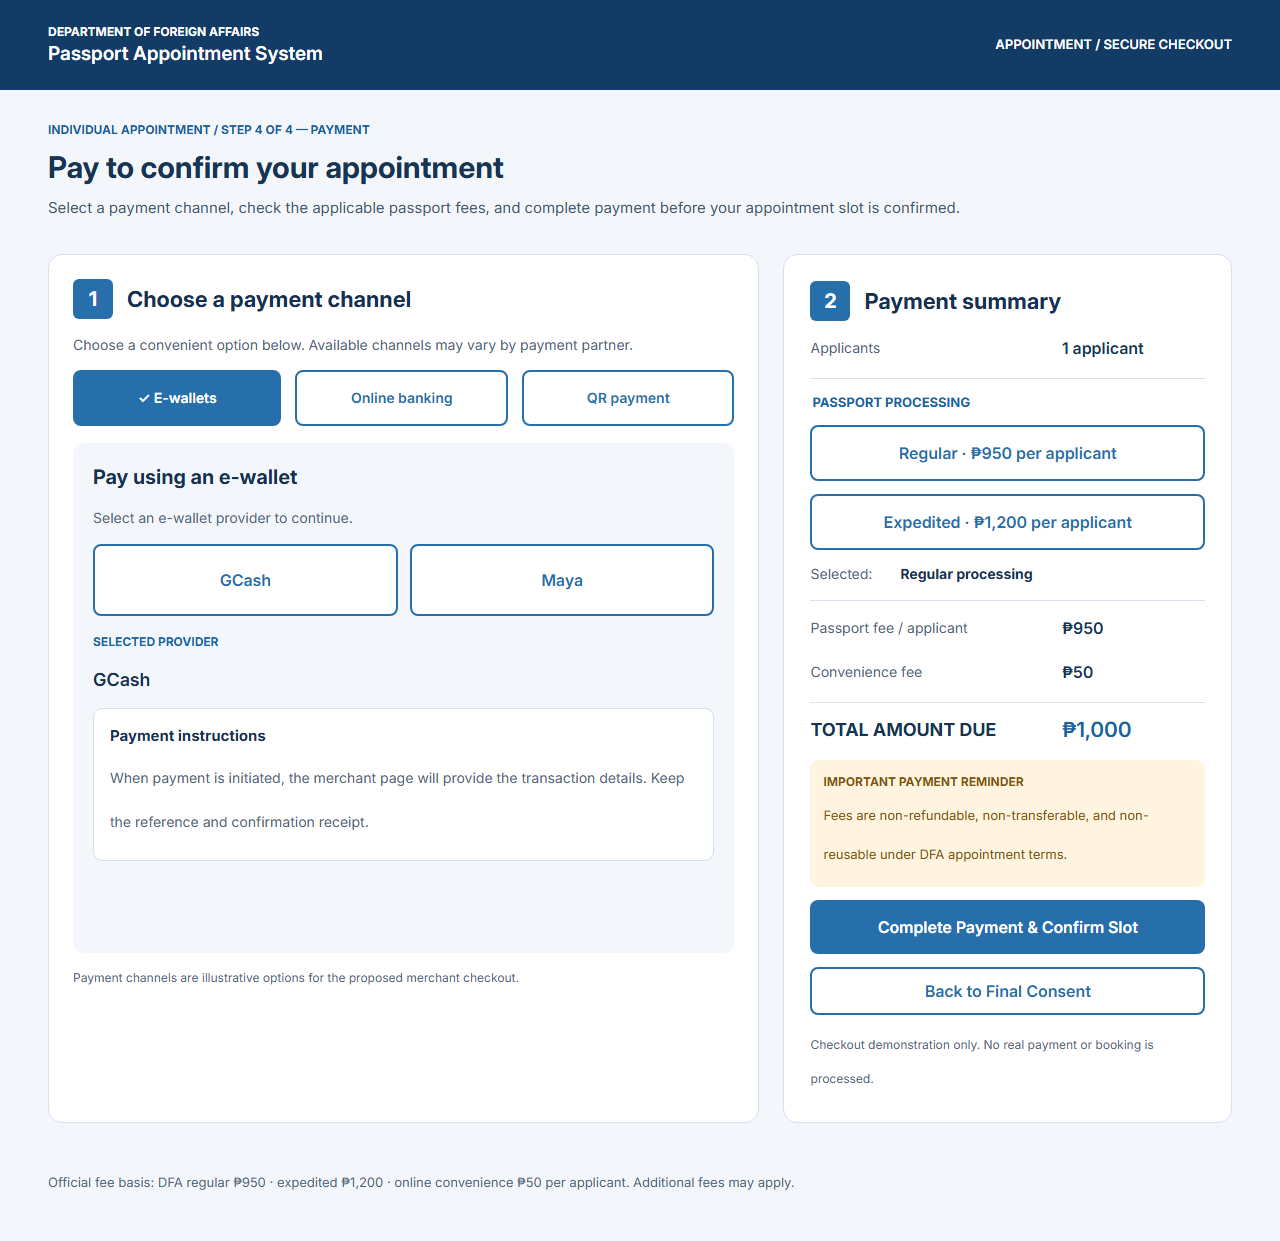 DEPARTMENT OF FOREIGN AFFAIRS
Passport Appointment System
APPOINTMENT / SECURE CHECKOUT
INDIVIDUAL APPOINTMENT / STEP 4 OF 4 — PAYMENT
Pay to confirm your appointment
Select a payment channel, check the applicable passport fees, and complete payment before your appointment slot is confirmed.
1 Choose a payment channel
Choose a convenient option below. Available channels may vary by payment partner.
✓ E-wallets
Online banking
QR payment
Pay using an e-wallet
Select an e-wallet provider to continue.
GCash
Maya
SELECTED PROVIDER
GCash
Payment instructions
When payment is initiated, the merchant page will provide the transaction details. Keep
the reference and confirmation receipt.
Payment channels are illustrative options for the proposed merchant checkout.
2 Payment summary
Applicants 1 applicant
PASSPORT PROCESSING
Regular · ₱950 per applicant
Expedited · ₱1,200 per applicant
Selected: Regular processing
Passport fee / applicant ₱950
Convenience fee ₱50
TOTAL AMOUNT DUE ₱1,000
IMPORTANT PAYMENT REMINDER
Fees are non-refundable, non-transferable, and non-
reusable under DFA appointment terms.
Complete Payment & Confirm Slot
Back to Final Consent
Checkout demonstration only. No real payment or booking is
processed.
Official fee basis: DFA regular ₱950 · expedited ₱1,200 · online convenience ₱50 per applicant. Additional fees may apply.